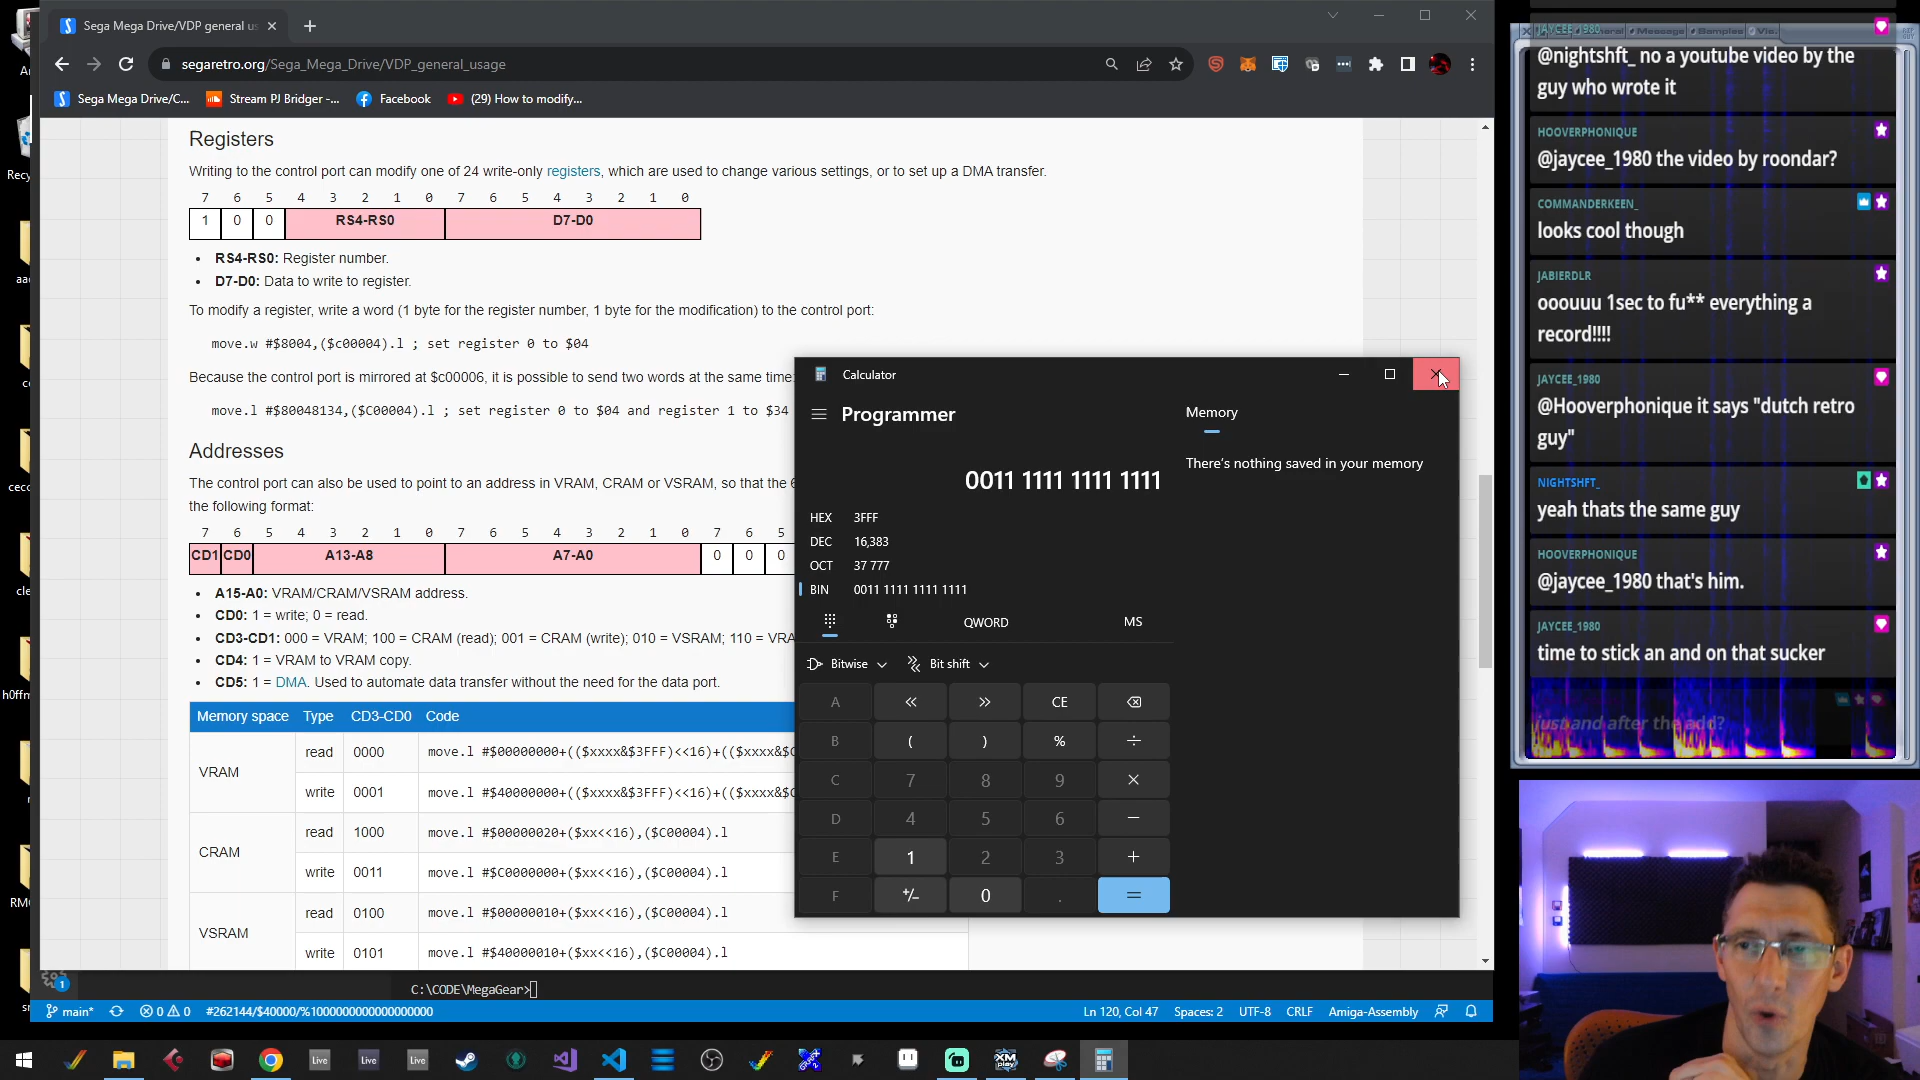 Sega Mega Drive/VDP general us
segaretro.org/Sega_Mega_Drive/VDP_general_usage
Sega Mega Drive/C...
Stream PJ Bridger -...
Facebook
(29) How to modify...
Registers
Writing to the control port can modify one of 24 write-only registers, which are used to change various settings, or to set up a DMA transfer.
7 6 5 4 3 2 1 0 7 6 5 4 3 2 1 0
1 0 0 RS4-RS0 D7-D0
• RS4-RS0: Register number.
• D7-D0: Data to write to register.
To modify a register, write a word (1 byte for the register number, 1 byte for the modification) to the control port:
move.w #$8004,($c00004).l ; set register 0 to $04
Because the control port is mirrored at $c00006, it is possible to send two words at the same time:
move.l #$80048134,($C00004).l ; set register 0 to $04 and register 1 to $34
Addresses
The control port can also be used to point to an address in VRAM, CRAM or VSRAM, so that the
the following format:
7 6 5 4 3 2 1 0 7 6 5 4 3 2 1 0 7 6 5
CD1 CD0 A13-A8 A7-A0 0 0 0
• A15-A0: VRAM/CRAM/VSRAM address.
• CD0: 1 = write; 0 = read.
• CD3-CD1: 000 = VRAM; 100 = CRAM (read); 001 = CRAM (write); 010 = VSRAM; 110 = VRA
• CD4: 1 = VRAM to VRAM copy.
• CD5: 1 = DMA. Used to automate data transfer without the need for the data port.
Memory space Type CD3-CD0 Code
VRAM
read 0000 move.l #$00000000+(($xxxx&$3FFF)<<16)+(($xxxx&$C
write 0001 move.l #$40000000+(($xxxx&$3FFF)<<16)+(($xxxx&$C
CRAM
read 1000 move.l #$00000020+($xx<<16),($C00004).l
write 0011 move.l #$C0000000+($xx<<16),($C00004).l
VSRAM
read 0100 move.l #$00000010+($xx<<16),($C00004).l
write 0101 move.l #$40000010+($xx<<16),($C00004).l
Calculator
Programmer
Memory
There's nothing saved in your memory
0011 1111 1111 1111
HEX 3FFF
DEC 16,383
OCT 37 777
BIN 0011 1111 1111 1111
QWORD MS
Bitwise Bit shift
A << >> CE
B ( ) % ÷
C 7 8 9 ×
D 4 5 6 −
E 1 2 3 +
F +/− 0 . =
C:\CODE\MegaGear>
main*
0 0
#262144/$40000/%1000000000000000000
Ln 120, Col 47
Spaces: 2
UTF-8
CRLF
Amiga-Assembly
1
Live
Live
Live
XM
play
JAYCEE_1980
@nightshft_ no a youtube video by the
guy who wrote it
HOOVERPHONIQUE
@jaycee_1980 the video by roondar?
COMMANDERKEEN_
looks cool though
JABIERDLR
ooouuu 1sec to fu** everything a
record!!!!
JAYCEE_1980
@Hooverphonique it says "dutch retro
guy"
NIGHTSHFT_
yeah thats the same guy
HOOVERPHONIQUE
@jaycee_1980 that's him.
JAYCEE_1980
time to stick an and on that sucker
just and after the add?
Recy
h0ffm